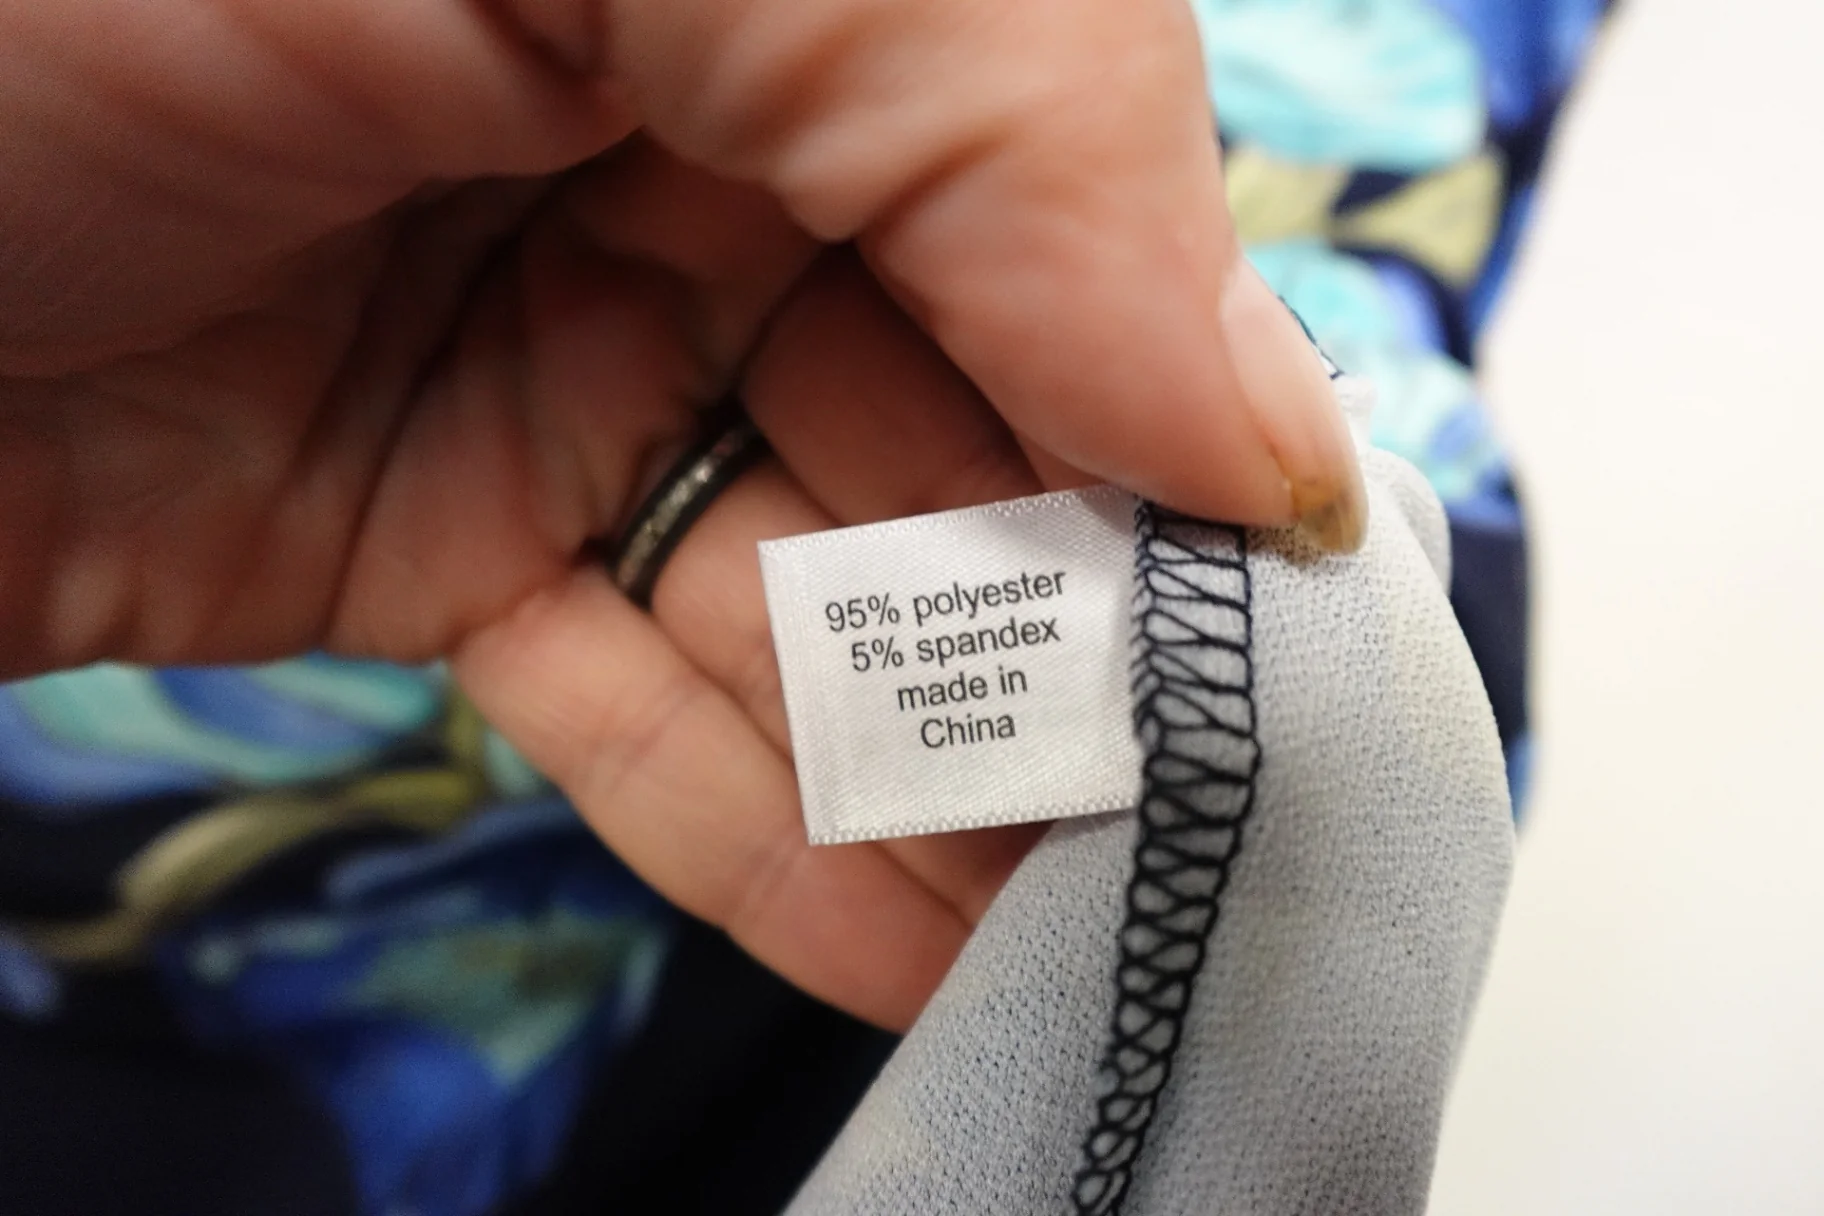 95% polyester
5% spandex
made in
China